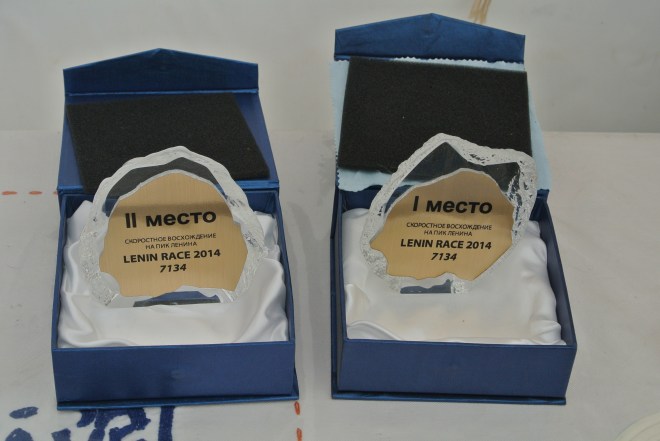 II место
СКОРОСТНОЕ ВОСХОЖДЕНИЕ
НА ПИК ЛЕНИНА
LENIN RACE 2014
7134
I место
СКОРОСТНОЕ ВОСХОЖДЕНИЕ
НА ПИК ЛЕНИНА
LENIN RACE 2014
7134